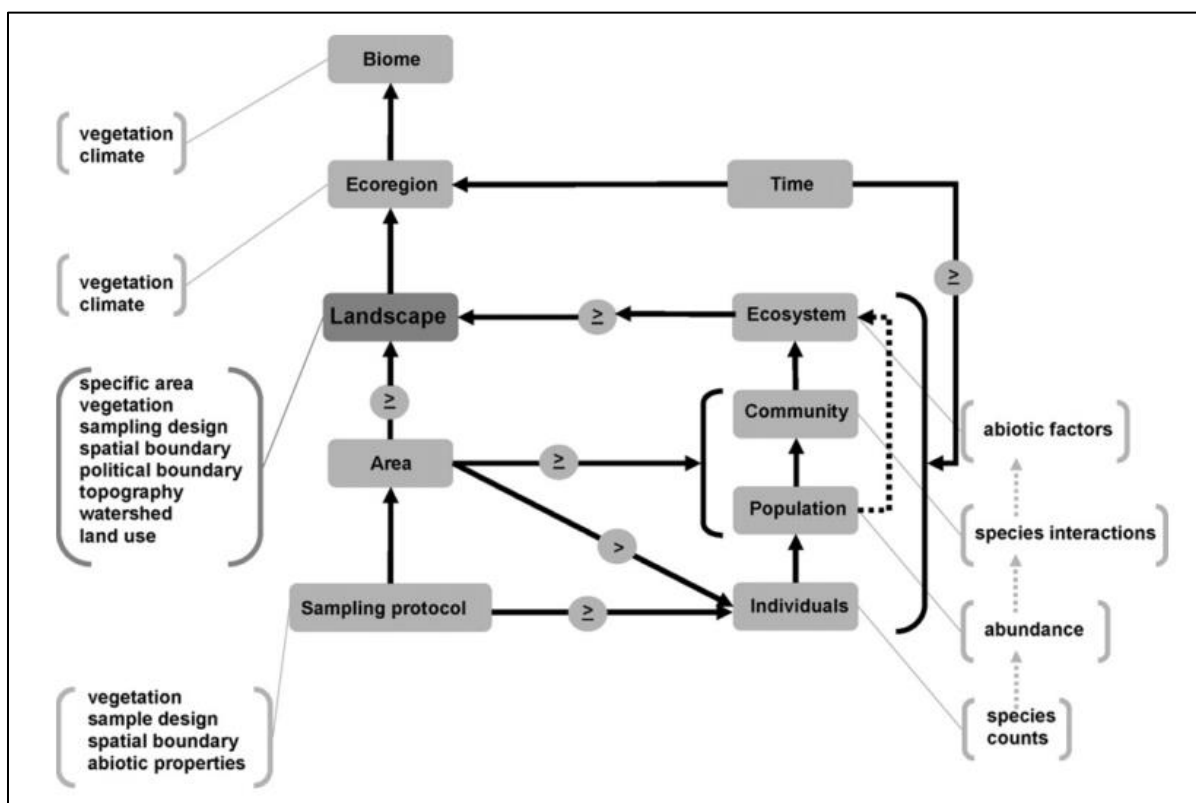 Biome
vegetation
climate
Ecoregion
Time
vegetation
climate
≥
Landscape
≥
Ecosystem
specific area
vegetation
sampling design
spatial boundary
political boundary
topography
watershed
land use
≥
Community
abiotic factors
Area
≥
Population
species interactions
>
Sampling protocol
≥
Individuals
abundance
vegetation
sample design
spatial boundary
abiotic properties
species
counts